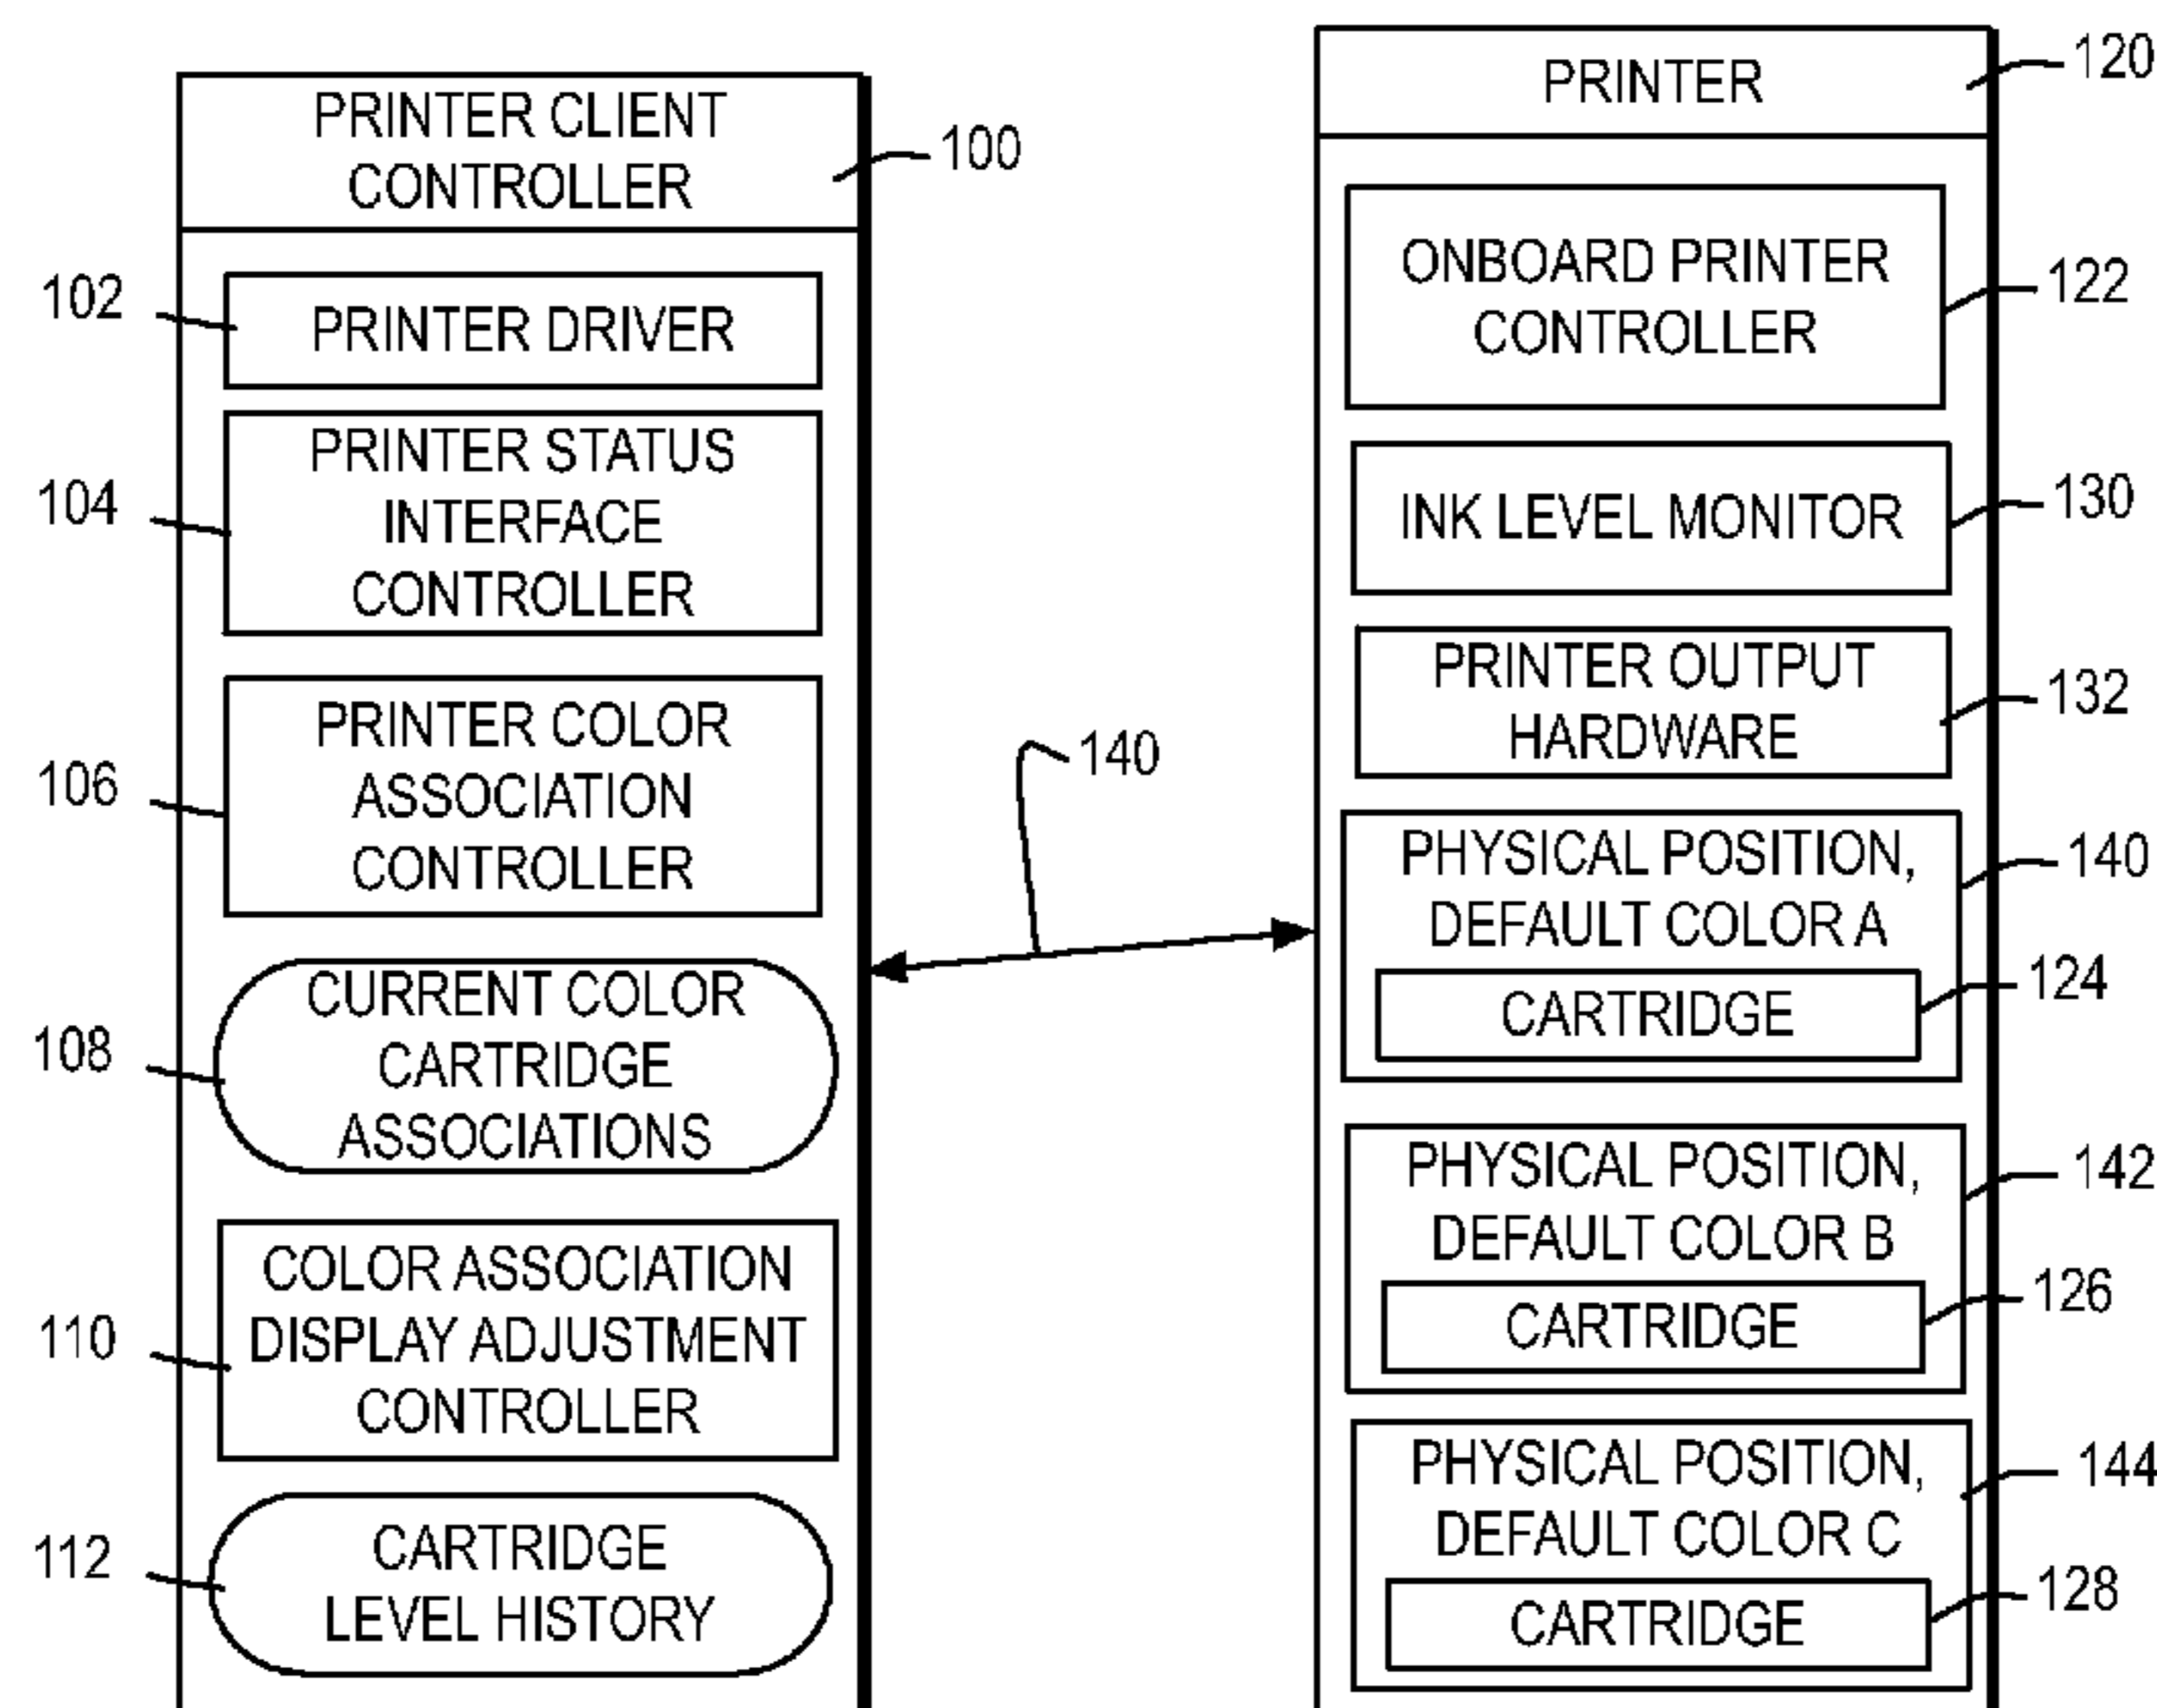 PRINTER CLIENT
CONTROLLER
100
102
PRINTER DRIVER
104
PRINTER STATUS
INTERFACE
CONTROLLER
106
PRINTER COLOR
ASSOCIATION
CONTROLLER
108
CURRENT COLOR
CARTRIDGE
ASSOCIATIONS
110
COLOR ASSOCIATION
DISPLAY ADJUSTMENT
CONTROLLER
112
CARTRIDGE
LEVEL HISTORY
140
PRINTER
120
ONBOARD PRINTER
CONTROLLER
122
INK LEVEL MONITOR
130
PRINTER OUTPUT
HARDWARE
132
PHYSICAL POSITION,
DEFAULT COLOR A
140
CARTRIDGE
124
PHYSICAL POSITION,
DEFAULT COLOR B
142
CARTRIDGE
126
PHYSICAL POSITION,
DEFAULT COLOR C
144
CARTRIDGE
128